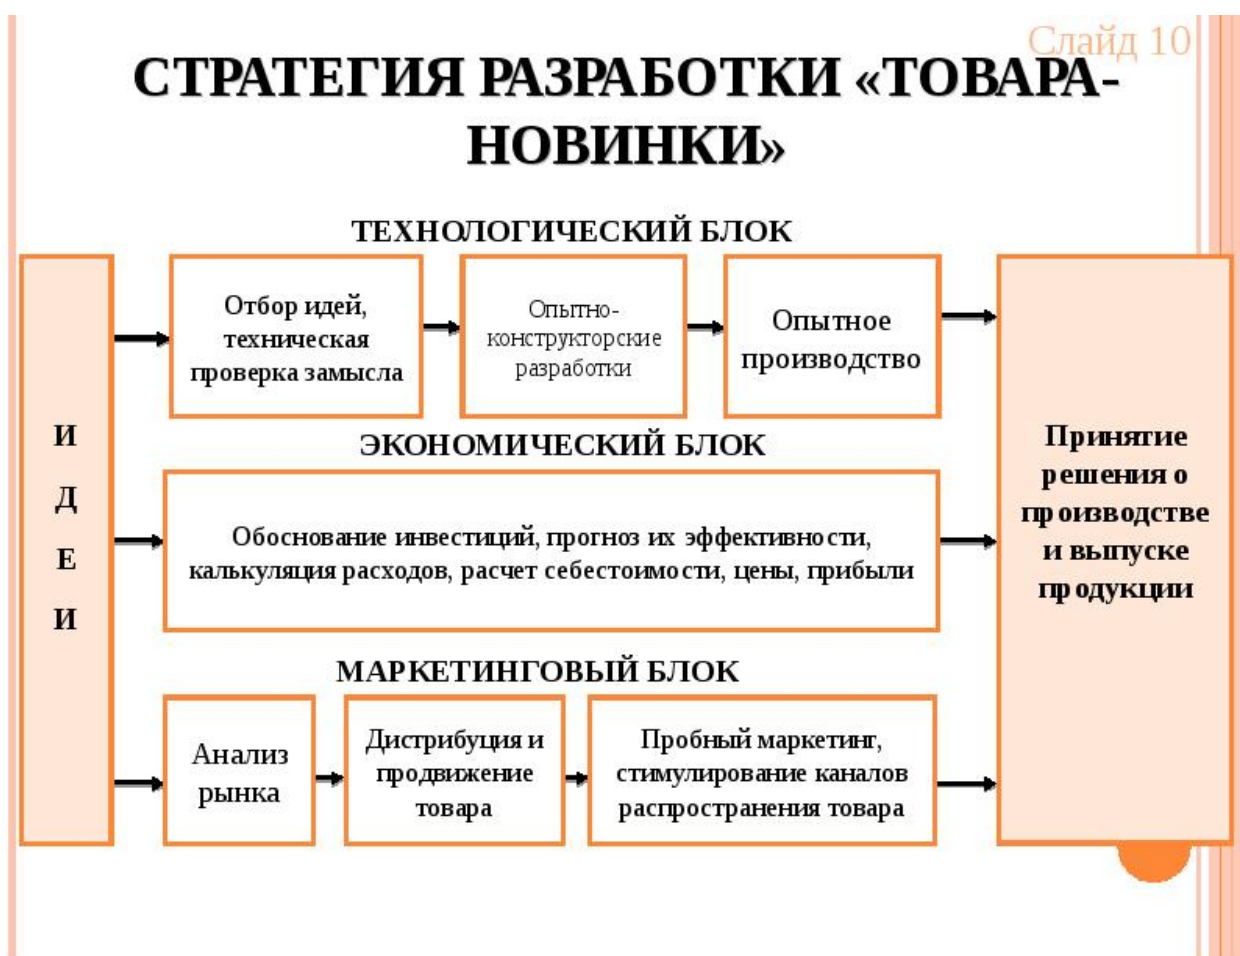 Слайд 10
СТРАТЕГИЯ РАЗРАБОТКИ «ТОВАРА-
НОВИНКИ»
ТЕХНОЛОГИЧЕСКИЙ БЛОК
И
Д
Е
И
Отбор идей,
техническая
проверка замысла
Опытно-
конструкторские
разработки
Опытное
производство
ЭКОНОМИЧЕСКИЙ БЛОК
Обоснование инвестиций, прогноз их эффективности,
калькуляция расходов, расчет себестоимости, цены, прибыли
МАРКЕТИНГОВЫЙ БЛОК
Анализ
рынка
Дистрибуция и
продвижение
товара
Пробный маркетинг,
стимулирование каналов
распространения товара
Принятие
решения о
производстве
и выпуске
продукции